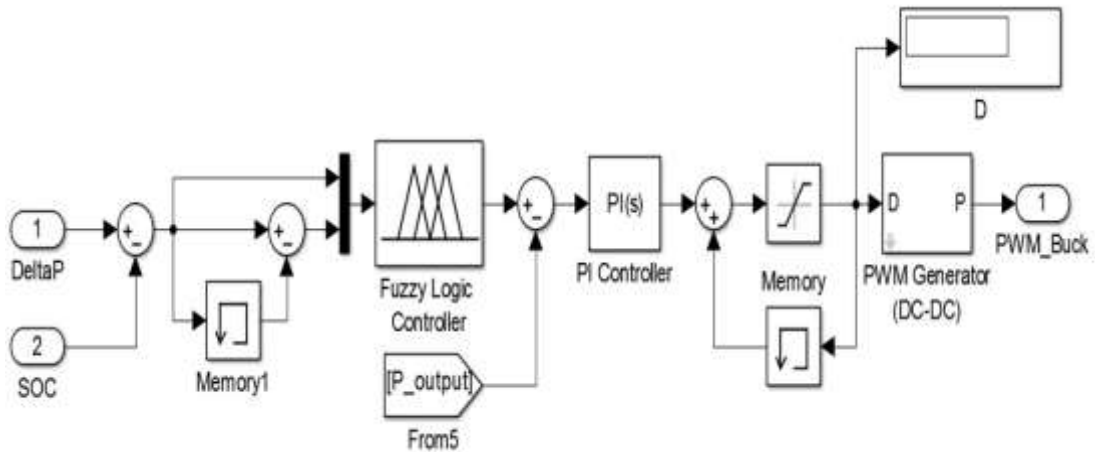 D
1
DeltaP
2
SOC
Memory1
Fuzzy Logic
Controller
[P_output]
From5
PI(s)
PI Controller
Memory
D P
PWM Generator
(DC-DC)
1
PWM_Buck